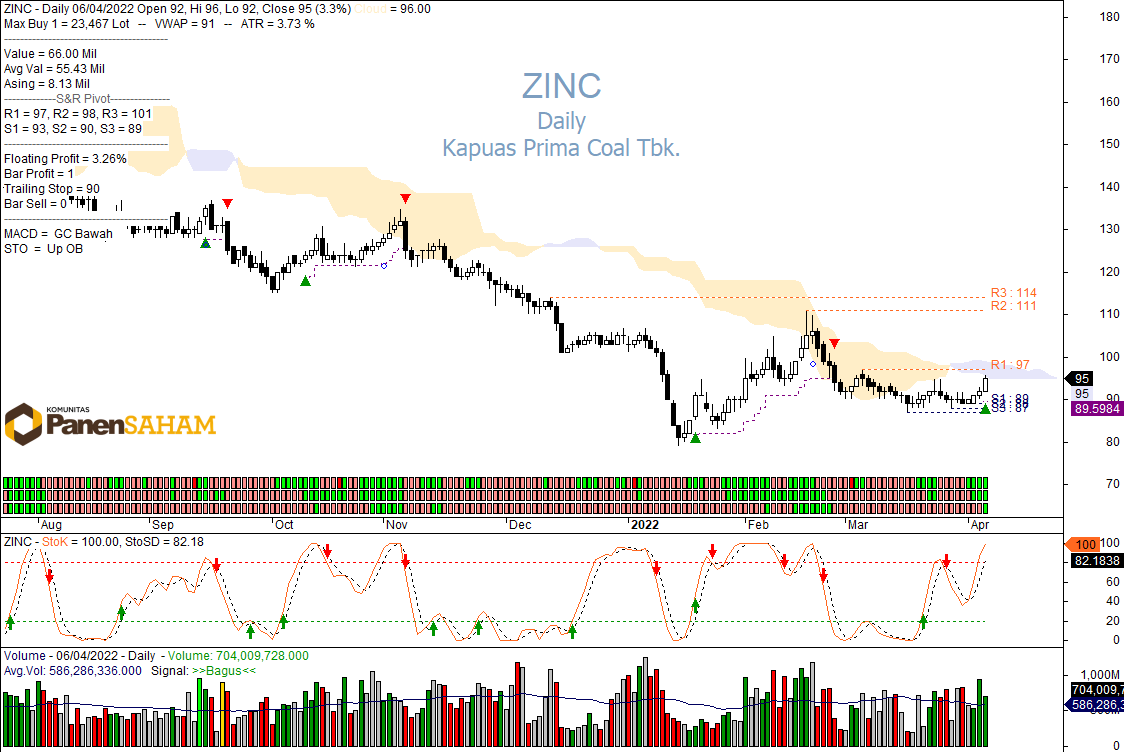 ZINC - Daily 06/04/2022 Open 92, Hi 96, Lo 92, Close 95 (3.3%) Cloud = 96.00
Max Buy 1 = 23,467 Lot -- VWAP = 91 -- ATR = 3.73 %
Value = 66.00 Mil
Avg Val = 55.43 Mil
Asing = 8.13 Mil
-------------S&R Pivot---------------
R1 = 97, R2 = 98, R3 = 101
S1 = 93, S2 = 90, S3 = 89
Floating Profit = 3.26%
Bar Profit = 1
Trailing Stop = 90
Bar Sell = 0
MACD = GC Bawah
STO = Up OB
ZINC
Daily
Kapuas Prima Coal Tbk.
180
170
160
150
140
130
120
110
100
90
80
70
R3 : 114
R2 : 111
R1 : 97
S1 : 89
S3 : 87
95
95
89.5984
KOMUNITAS
PanenSAHAM
Aug
Sep
Oct
Nov
Dec
2022
Feb
Mar
Apr
ZINC - StoK = 100.00, StoSD = 82.18
100
100
82.1838
60
40
20
0
Volume - 06/04/2022 - Daily - Volume: 704,009,728.000
Avg.Vol: 586,286,336.000 Signal: >>Bagus<<
1,000M
704,009,7
586,286,3
0